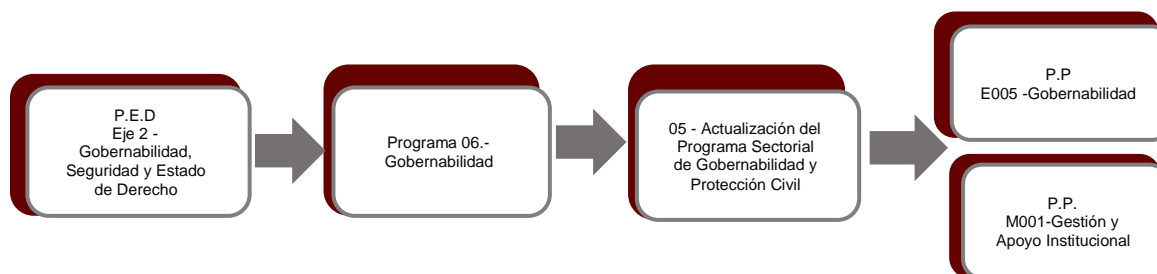 P.E.D
Eje 2 -
Gobernabilidad,
Seguridad y Estado
de Derecho
Programa 06.-
Gobernabilidad
05 - Actualización del
Programa Sectorial
de Gobernabilidad y
Protección Civil
P.P
E005 -Gobernabilidad
P.P.
M001-Gestión y
Apoyo Institucional